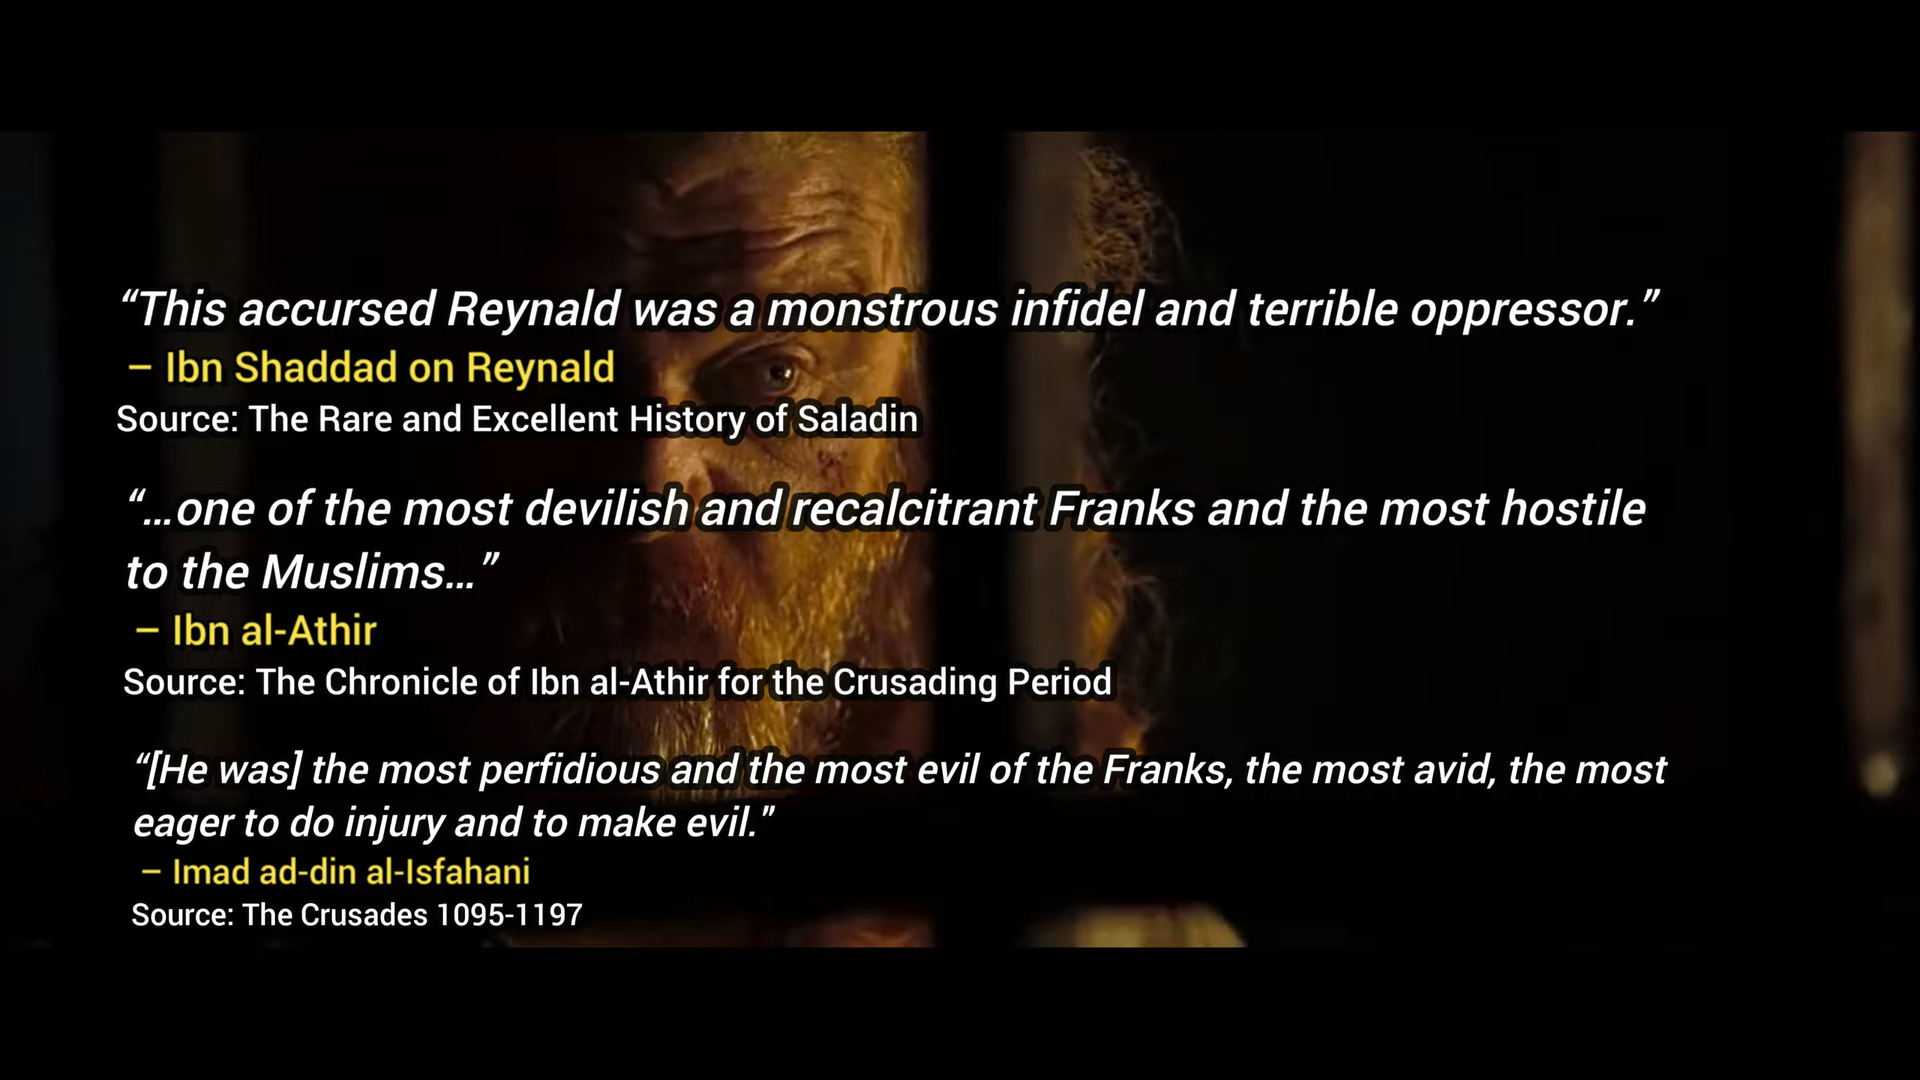 “This accursed Reynald was a monstrous infidel and terrible oppressor.”
– Ibn Shaddad on Reynald
Source: The Rare and Excellent History of Saladin
“...one of the most devilish and recalcitrant Franks and the most hostile
to the Muslims...”
– Ibn al-Athir
Source: The Chronicle of Ibn al-Athir for the Crusading Period
“[He was] the most perfidious and the most evil of the Franks, the most avid, the most
eager to do injury and to make evil.”
– Imad ad-din al-Isfahani
Source: The Crusades 1095-1197